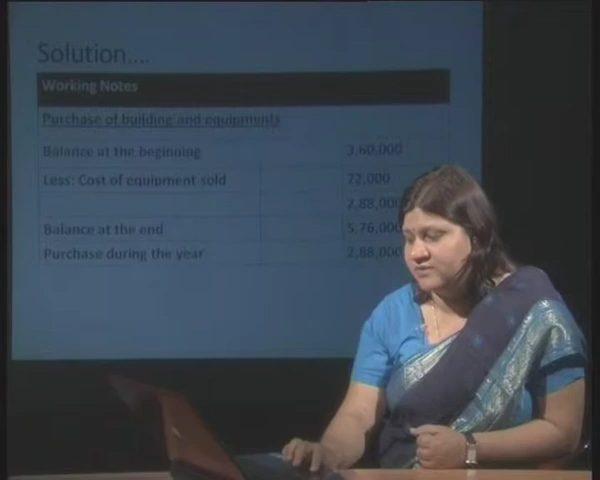 Solution....
Working Notes
Purchase of building and equipments
Balance at the beginning 3,60,000
Less: Cost of equipment sold 72,000
2,88,000
Balance at the end 5,76,000
Purchase during the year 2,88,000